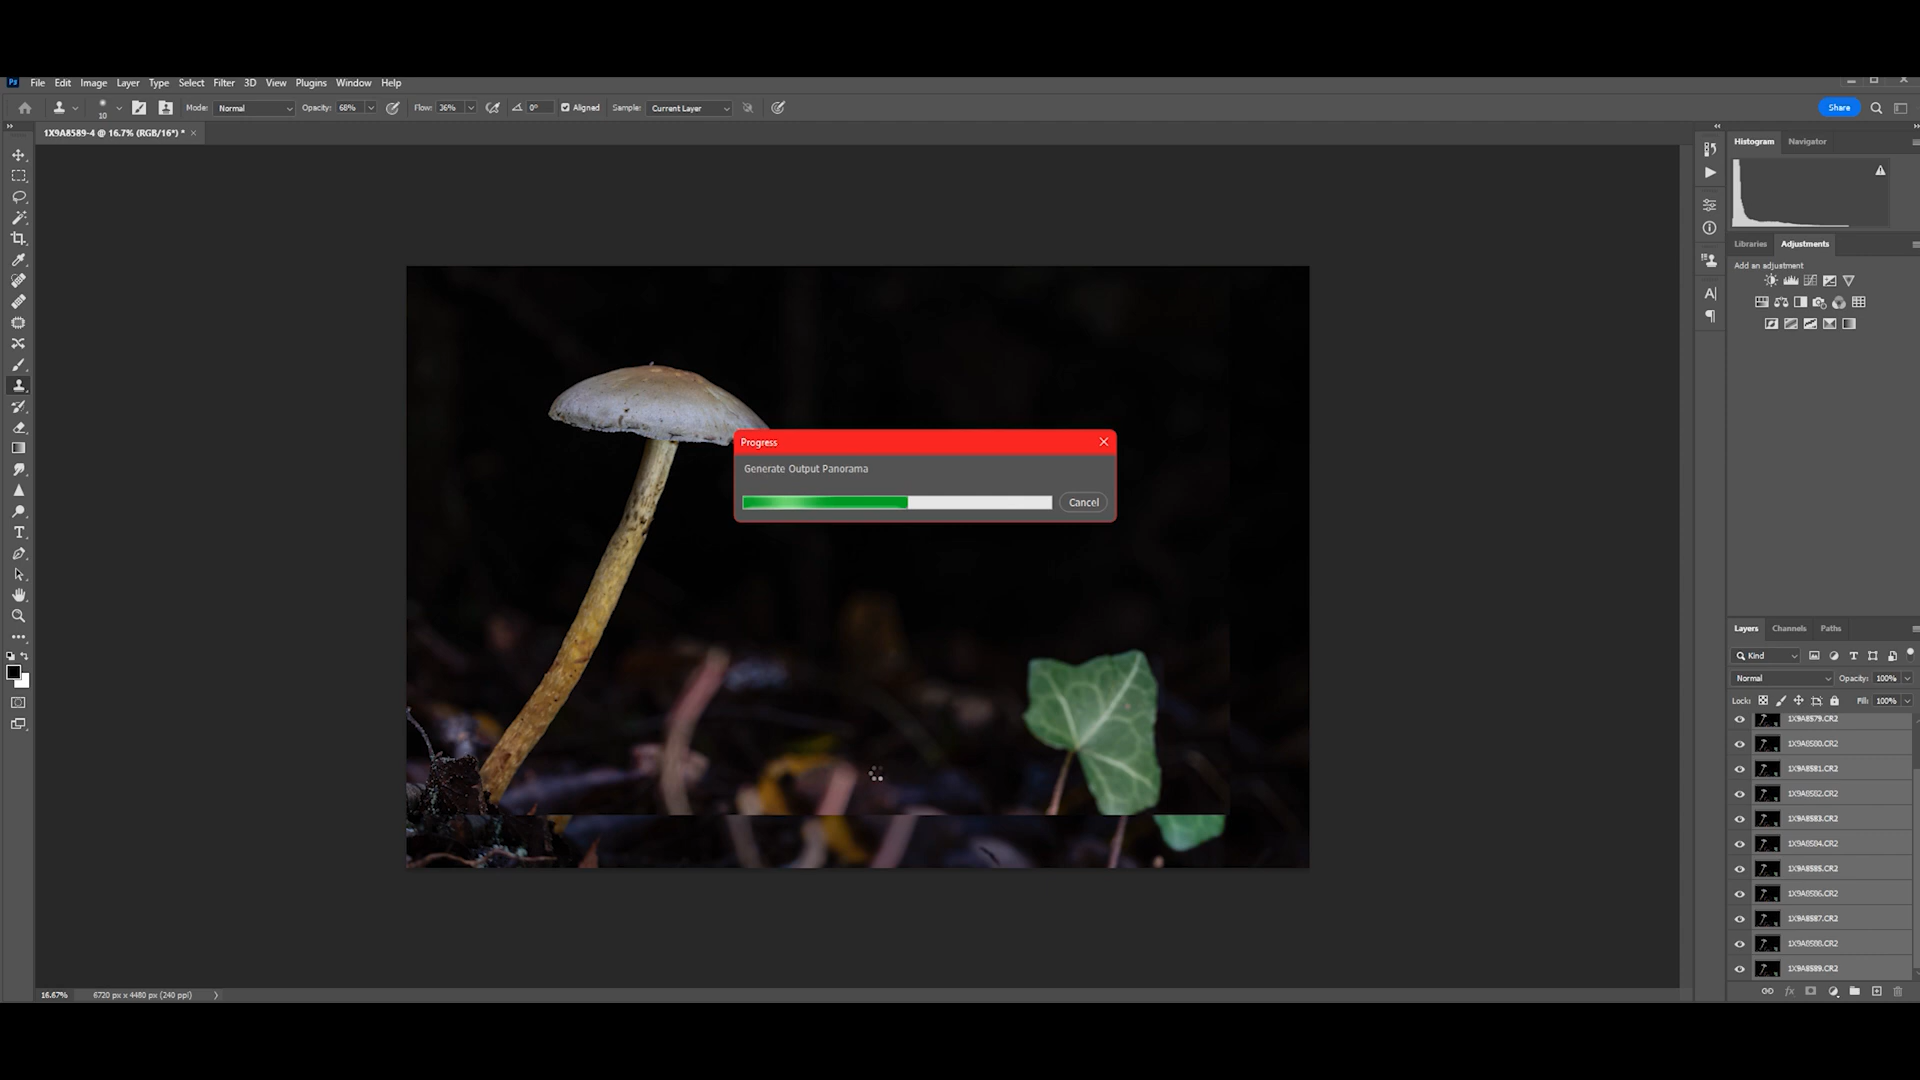 Ps File Edit Image Layer Type Select Filter 3D View Plugins Window Help
10 Mode: Normal Opacity: 68% Flow: 36% 0° Aligned Sample: Current Layer Share
1X9A8589-4 @ 16.7% (RGB/16*) *
Histogram Navigator
Libraries Adjustments
Add an adjustment
Progress
Generate Output Panorama
Cancel
Layers Channels Paths
Kind
Normal Opacity: 100%
Lock: Fill: 100%
1X9A8579.CR2
1X9A8580.CR2
1X9A8581.CR2
1X9A8582.CR2
1X9A8583.CR2
1X9A8584.CR2
1X9A8585.CR2
1X9A8586.CR2
1X9A8587.CR2
1X9A8588.CR2
1X9A8589.CR2
16.67% 6720 px x 4480 px (240 ppi)